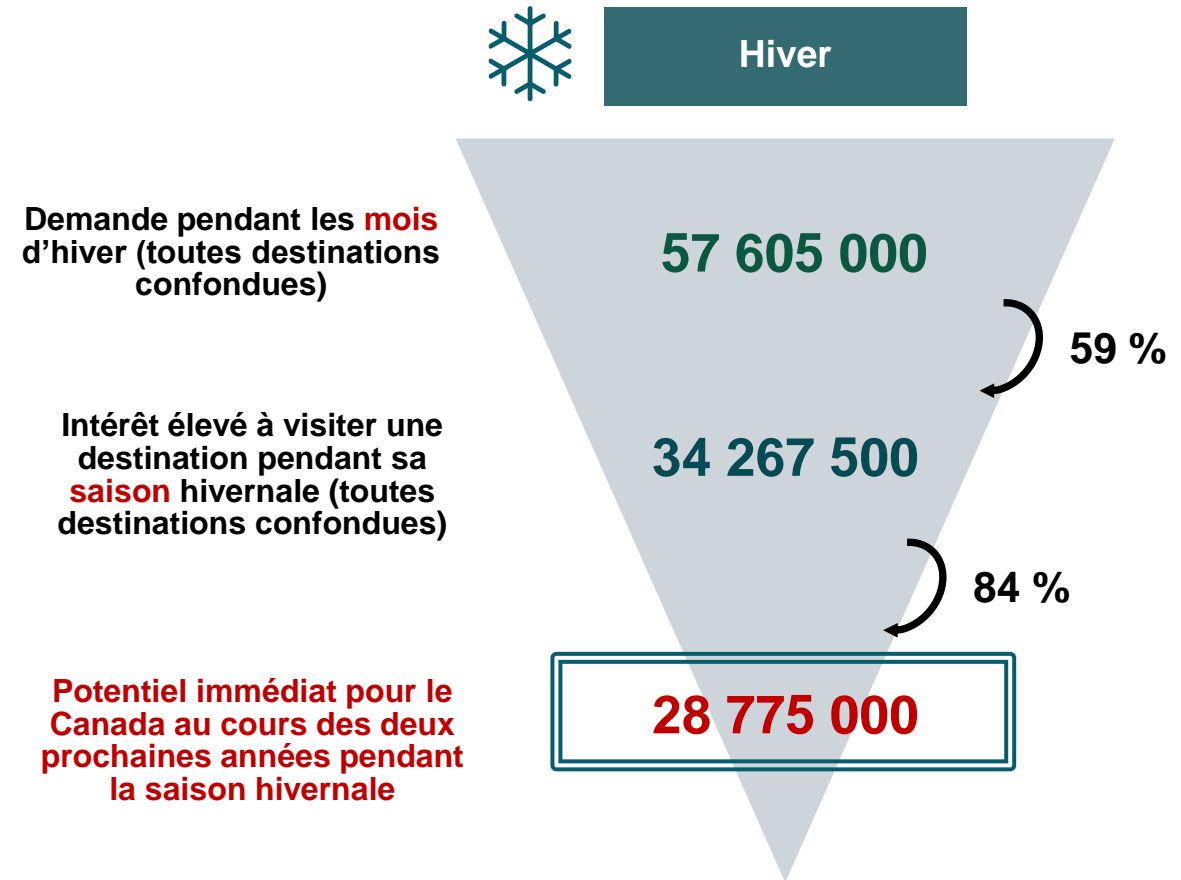 Hiver
Demande pendant les mois
d’hiver (toutes destinations
confondues)
57 605 000
59 %
Intérêt élevé à visiter une
destination pendant sa
saison hivernale (toutes
destinations confondues)
34 267 500
84 %
Potentiel immédiat pour le
Canada au cours des deux
prochaines années pendant
la saison hivernale
28 775 000